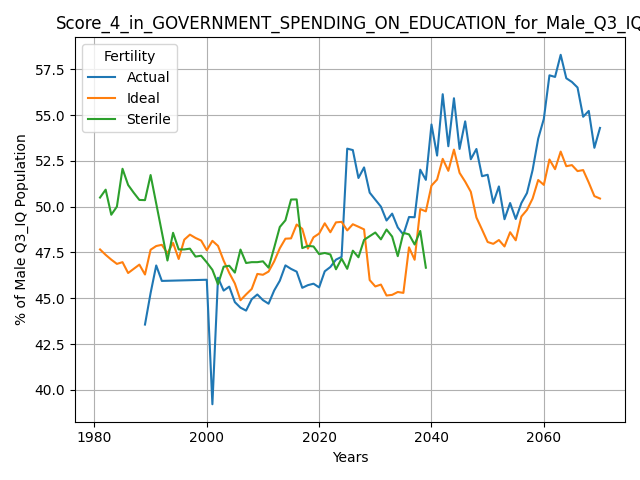 Score_4_in_GOVERNMENT_SPENDING_ON_EDUCATION_for_Male_Q3_IQ
Fertility
Actual
Ideal
Sterile
57.5
55.0
52.5
50.0
47.5
45.0
42.5
40.0
% of Male Q3_IQ Population
1980
2000
2020
2040
2060
Years